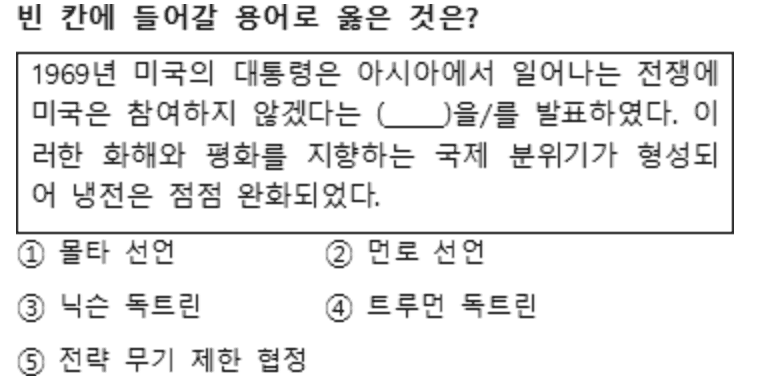 빈 칸에 들어갈 용어로 옳은 것은?
1969년 미국의 대통령은 아시아에서 일어나는 전쟁에
미국은 참여하지 않겠다는 (____)을/를 발표하였다. 이
러한 화해와 평화를 지향하는 국제 분위기가 형성되
어 냉전은 점점 완화되었다.
① 몰타 선언 ② 먼로 선언
③ 닉슨 독트린 ④ 트루먼 독트린
⑤ 전략 무기 제한 협정